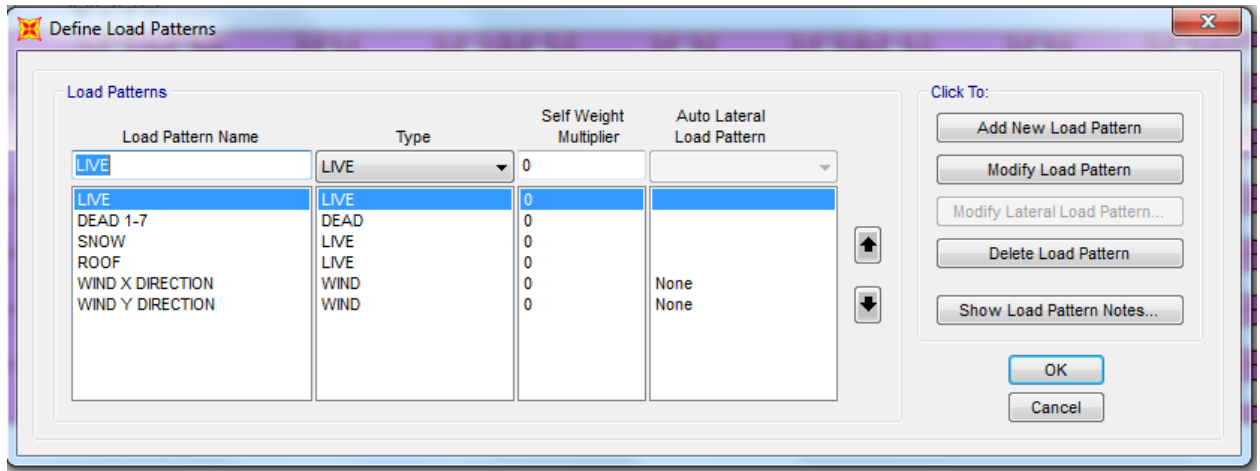 Define Load Patterns
Load Patterns
Click To:
Load Pattern Name Type Self Weight Multiplier Auto Lateral Load Pattern
LIVE LIVE 0
LIVE LIVE 0
DEAD 1-7 DEAD 0
SNOW LIVE 0
ROOF LIVE 0
WIND X DIRECTION WIND 0 None
WIND Y DIRECTION WIND 0 None
Add New Load Pattern
Modify Load Pattern
Modify Lateral Load Pattern...
Delete Load Pattern
Show Load Pattern Notes...
OK
Cancel